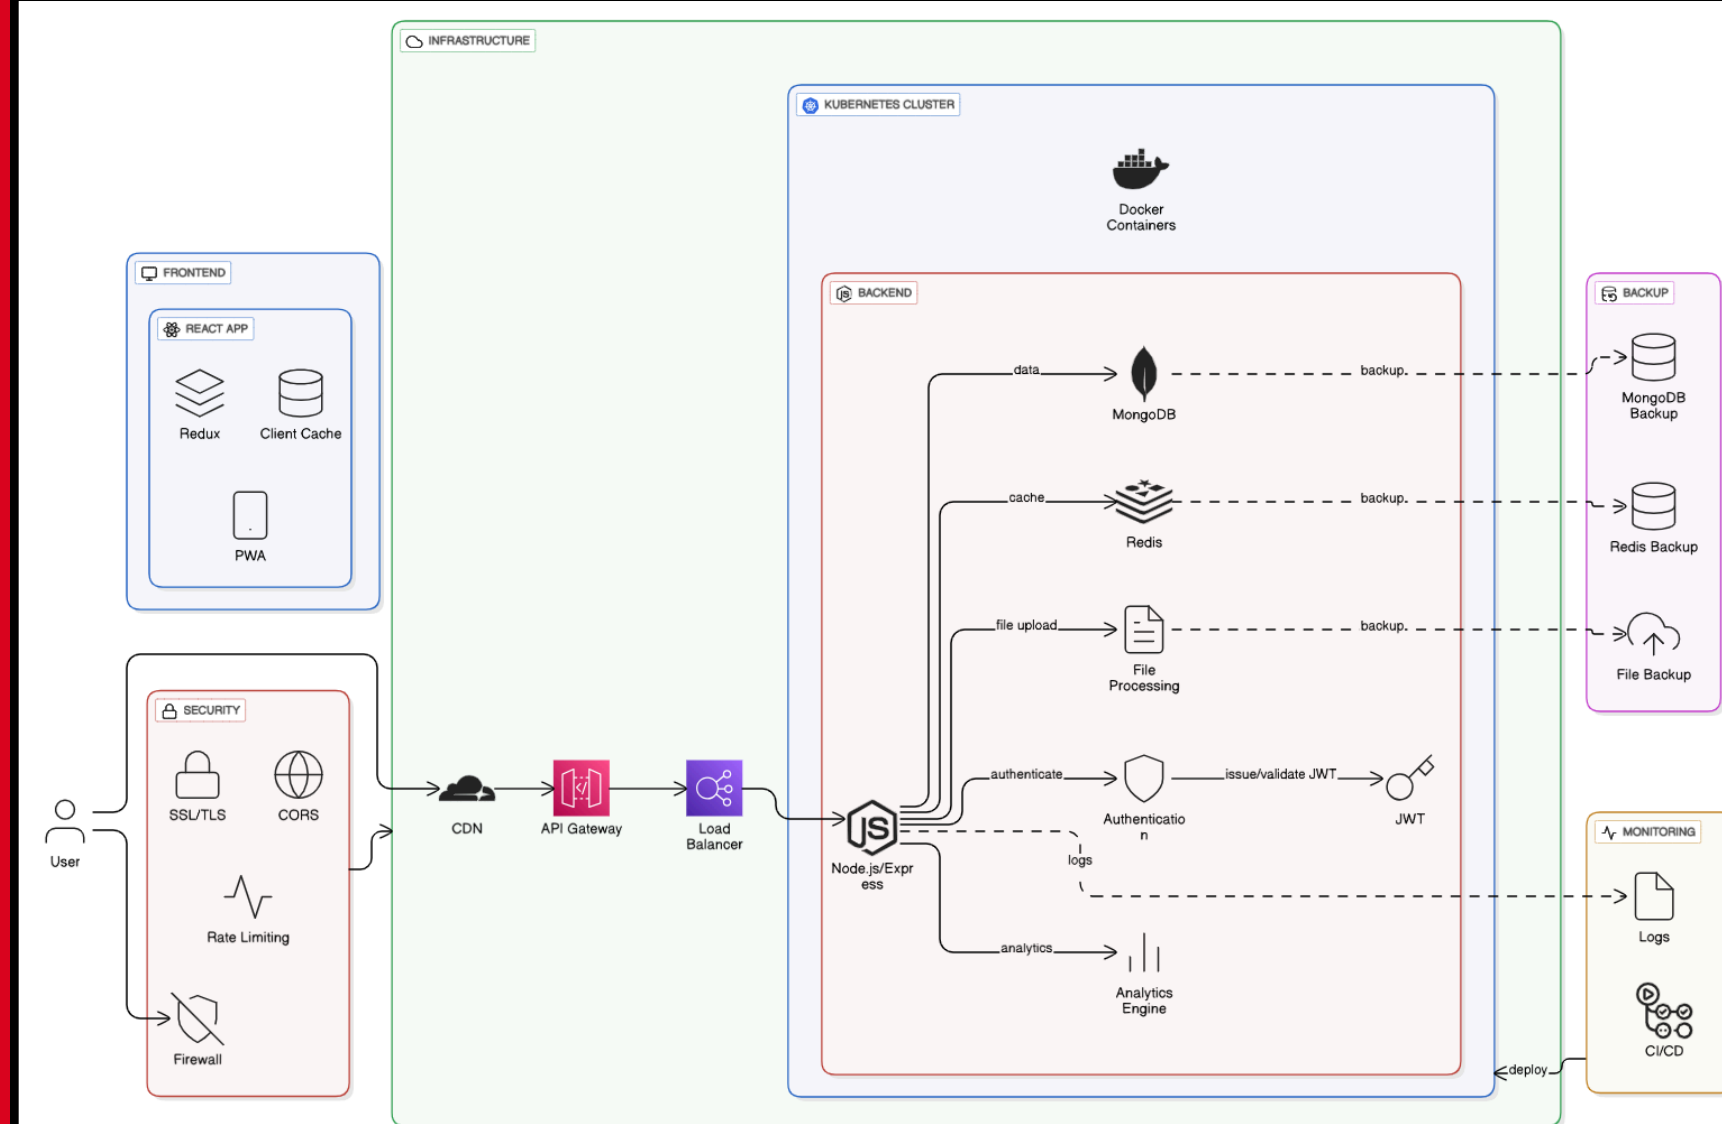 INFRASTRUCTURE
KUBERNETES CLUSTER
Docker
Containers
FRONTEND
REACT APP
Redux
Client Cache
PWA
BACKEND
data
MongoDB
backup
cache
Redis
backup
file upload
File
Processing
backup
authenticate
Authenticatio
n
issue/validate JWT
JWT
logs
analytics
Analytics
Engine
BACKUP
MongoDB
Backup
Redis Backup
File Backup
SECURITY
SSL/TLS
CORS
Rate Limiting
Firewall
User
CDN
API Gateway
Load
Balancer
JS
Node.js/Expr
ess
MONITORING
Logs
CI/CD
deploy